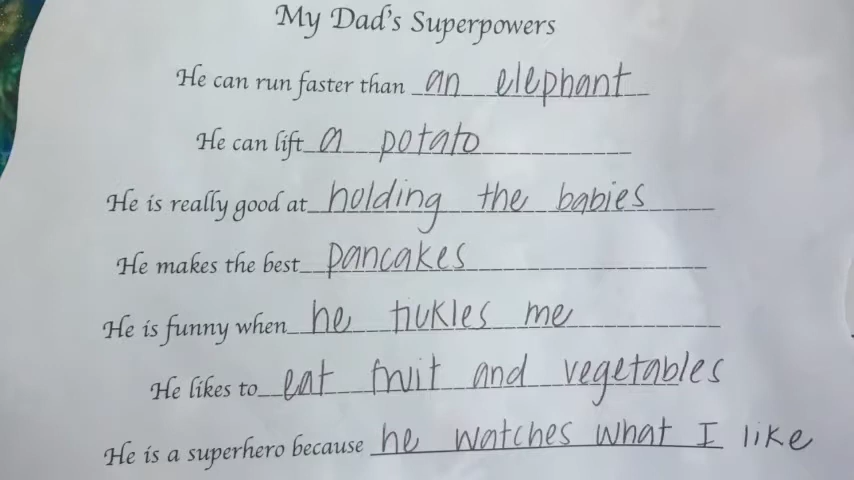 My Dad's Superpowers
He can run faster than an elephant
He can lift a potato
He is really good at holding the babies
He makes the best pancakes
He is funny when he tickles me
He likes to eat fruit and vegetables
He is a superhero because he watches what I like